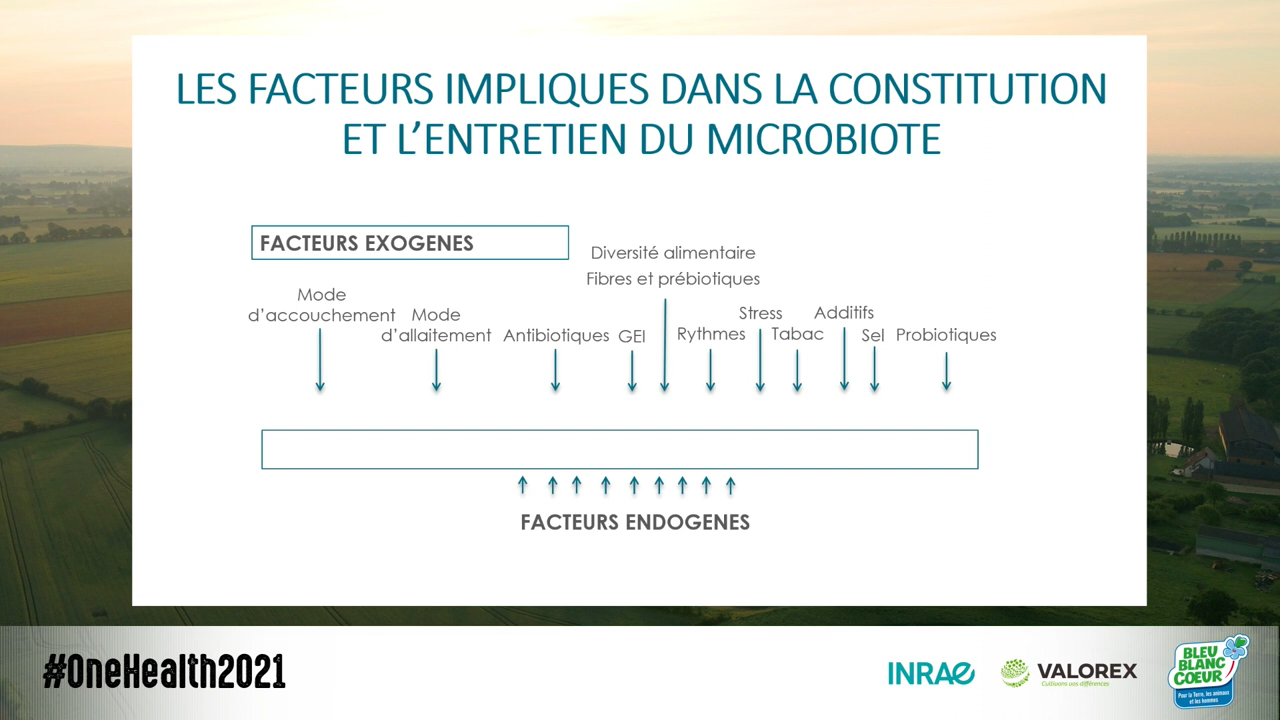 LES FACTEURS IMPLIQUES DANS LA CONSTITUTION
ET L’ENTRETIEN DU MICROBIOTE
FACTEURS EXOGENES
Diversité alimentaire
Fibres et prébiotiques
Mode
d’accouchement
Mode
d’allaitement
Antibiotiques
GEI
Rythmes
Stress
Tabac
Additifs
Sel
Probiotiques
FACTEURS ENDOGENES
#OneHealth2021
INRAE
VALOREX
Cultivons vos différences
BLEU
BLANC
COEUR
Pour la Terre, les animaux
et les hommes